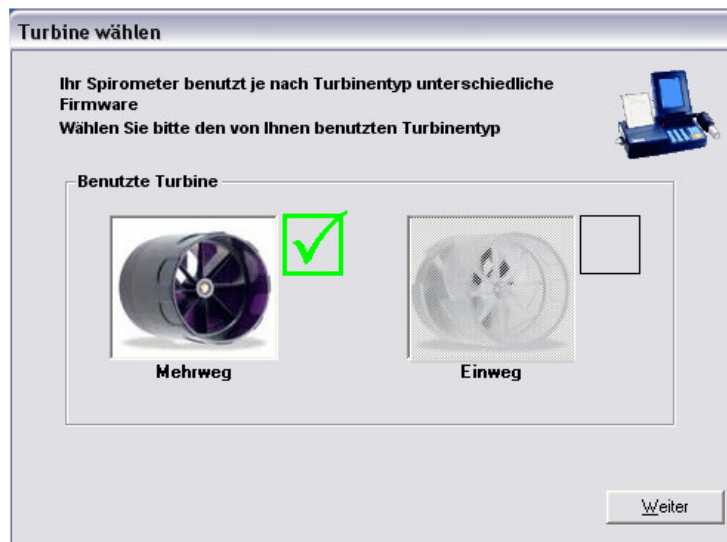 Turbine wählen
Ihr Spirometer benutzt je nach Turbinentyp unterschiedliche
Firmware
Wählen Sie bitte den von Ihnen benutzten Turbinentyp
Benutzte Turbine
Mehrweg
Einweg
Weiter